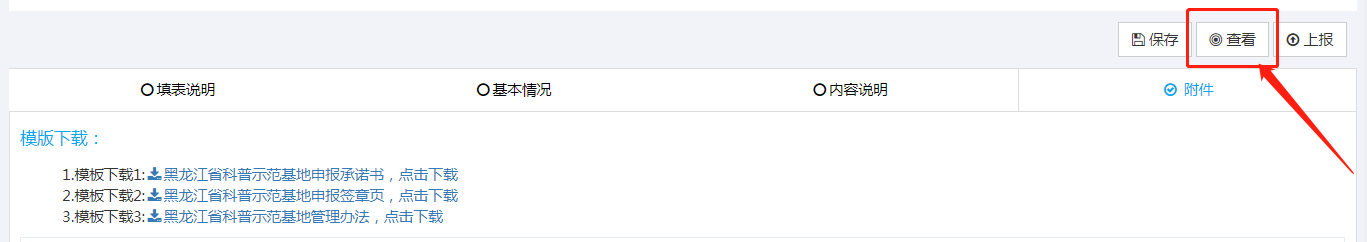 保存 查看 上报
填表说明 基本情况 内容说明 附件
模版下载：
1.模板下载1:黑龙江省科普示范基地申报承诺书，点击下载
2.模板下载2:黑龙江省科普示范基地申报签章页，点击下载
3.模板下载3:黑龙江省科普示范基地管理办法，点击下载